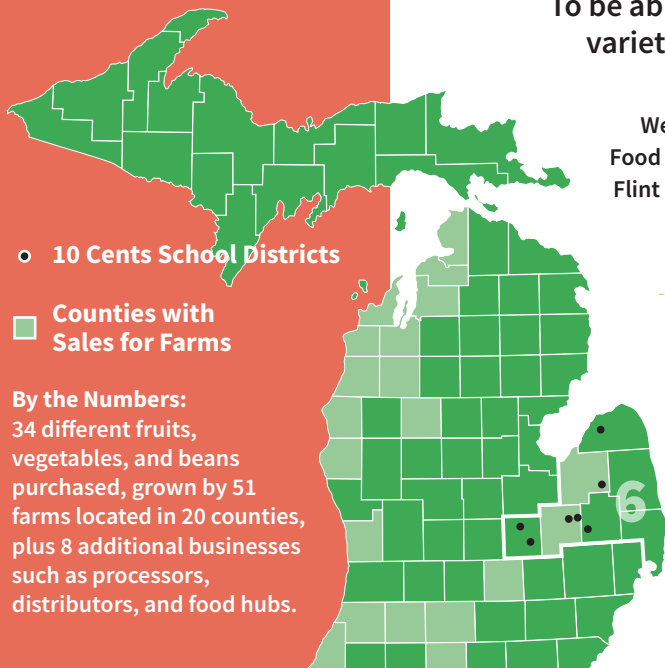 To be ab
variet
We
Food
Flint
10 Cents School Districts
Counties with
Sales for Farms
By the Numbers:
34 different fruits,
vegetables, and beans
purchased, grown by 51
farms located in 20 counties,
plus 8 additional businesses
such as processors,
distributors, and food hubs.
6